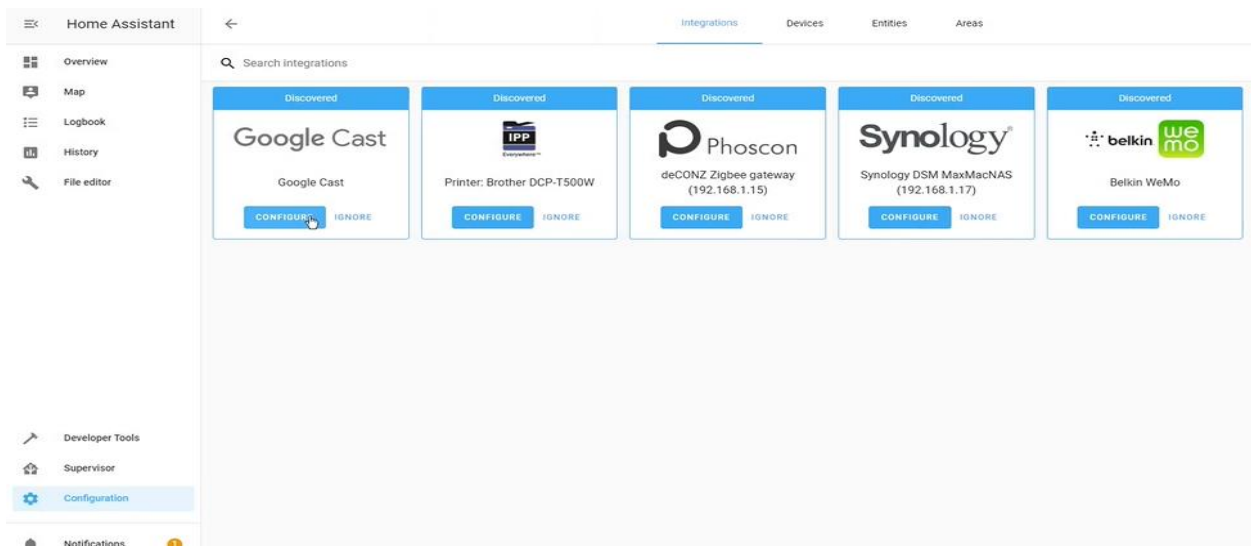 Home Assistant
Integrations
Devices
Entities
Areas
Overview
Map
Logbook
History
File editor
Developer Tools
Supervisor
Configuration
Notifications
1
Search integrations
Discovered
Google Cast
Google Cast
CONFIGURE
IGNORE
Discovered
IPP
Everywhere
Printer: Brother DCP-T500W
CONFIGURE
IGNORE
Discovered
Phoscon
deCONZ Zigbee gateway
(192.168.1.15)
CONFIGURE
IGNORE
Discovered
Synology®
Synology DSM MaxMacNAS
(192.168.1.17)
CONFIGURE
IGNORE
Discovered
belkin
wemo
Belkin WeMo
CONFIGURE
IGNORE